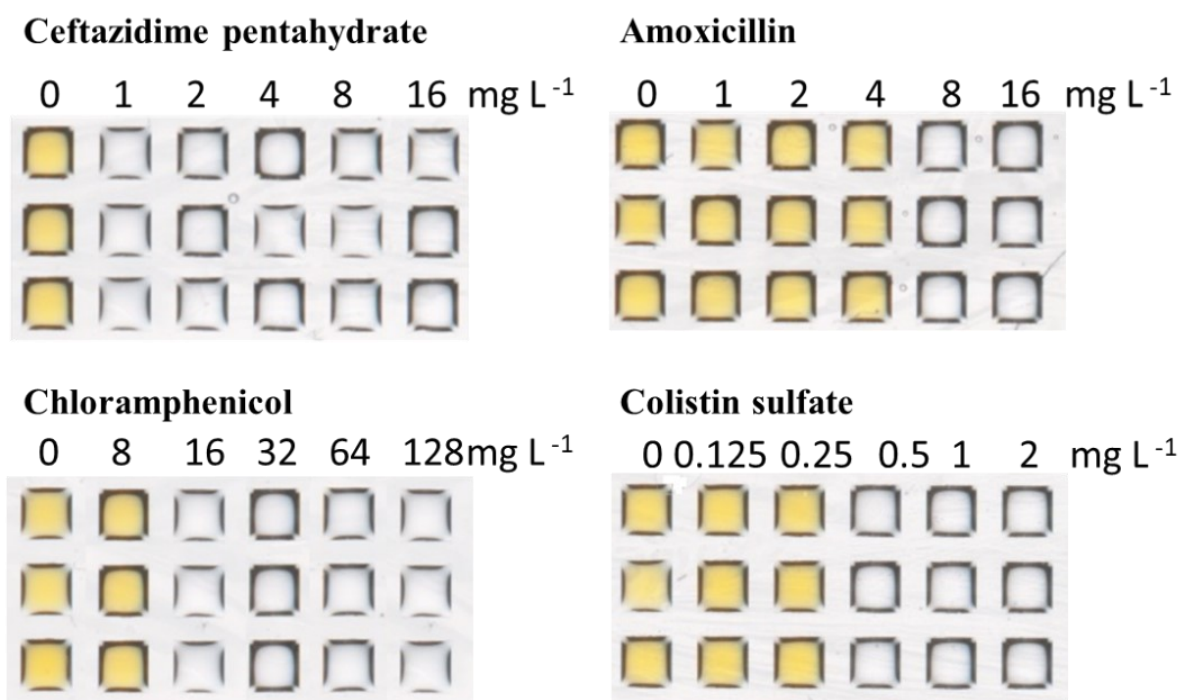 Ceftazidime pentahydrate
0 1 2 4 8 16 mg L-1
Amoxicillin
0 1 2 4 8 16 mg L-1
Chloramphenicol
0 8 16 32 64 128mg L-1
Colistin sulfate
0 0.125 0.25 0.5 1 2 mg L-1